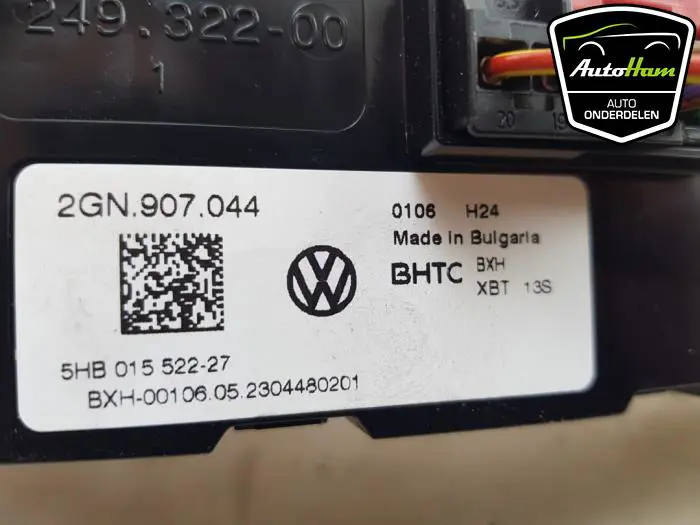 249.322-00
1
20
19
AutoHam
AUTO
ONDERDELEN
2GN.907.044
0106 H24
Made in Bulgaria
BHTC BXH
XBT 13S
5HB 015 522-27
BXH-00106.05.2304480201